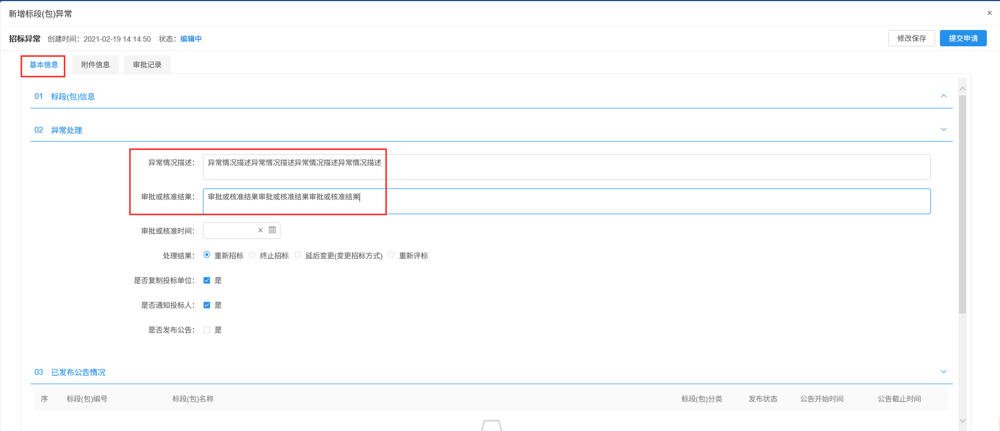 新增标段(包)异常
招标异常 创建时间：2021-02-19 14:14:50 状态：编辑中 修改保存 提交申请
基本信息 附件信息 审批记录
01 标段(包)信息
02 异常处理
异常情况描述： 异常情况描述异常情况描述异常情况描述异常情况描述
审批或核准结果： 审批或核准结果审批或核准结果审批或核准结果
审批或核准时间：
处理结果： 重新招标 终止招标 延后变更(变更招标方式) 重新评标
是否复制投标单位： 是
是否通知投标人： 是
是否发布公告： 是
03 已发布公告情况
序 标段(包)编号 标段(包)名称 标段(包)分类 发布状态 公告开始时间 公告截止时间